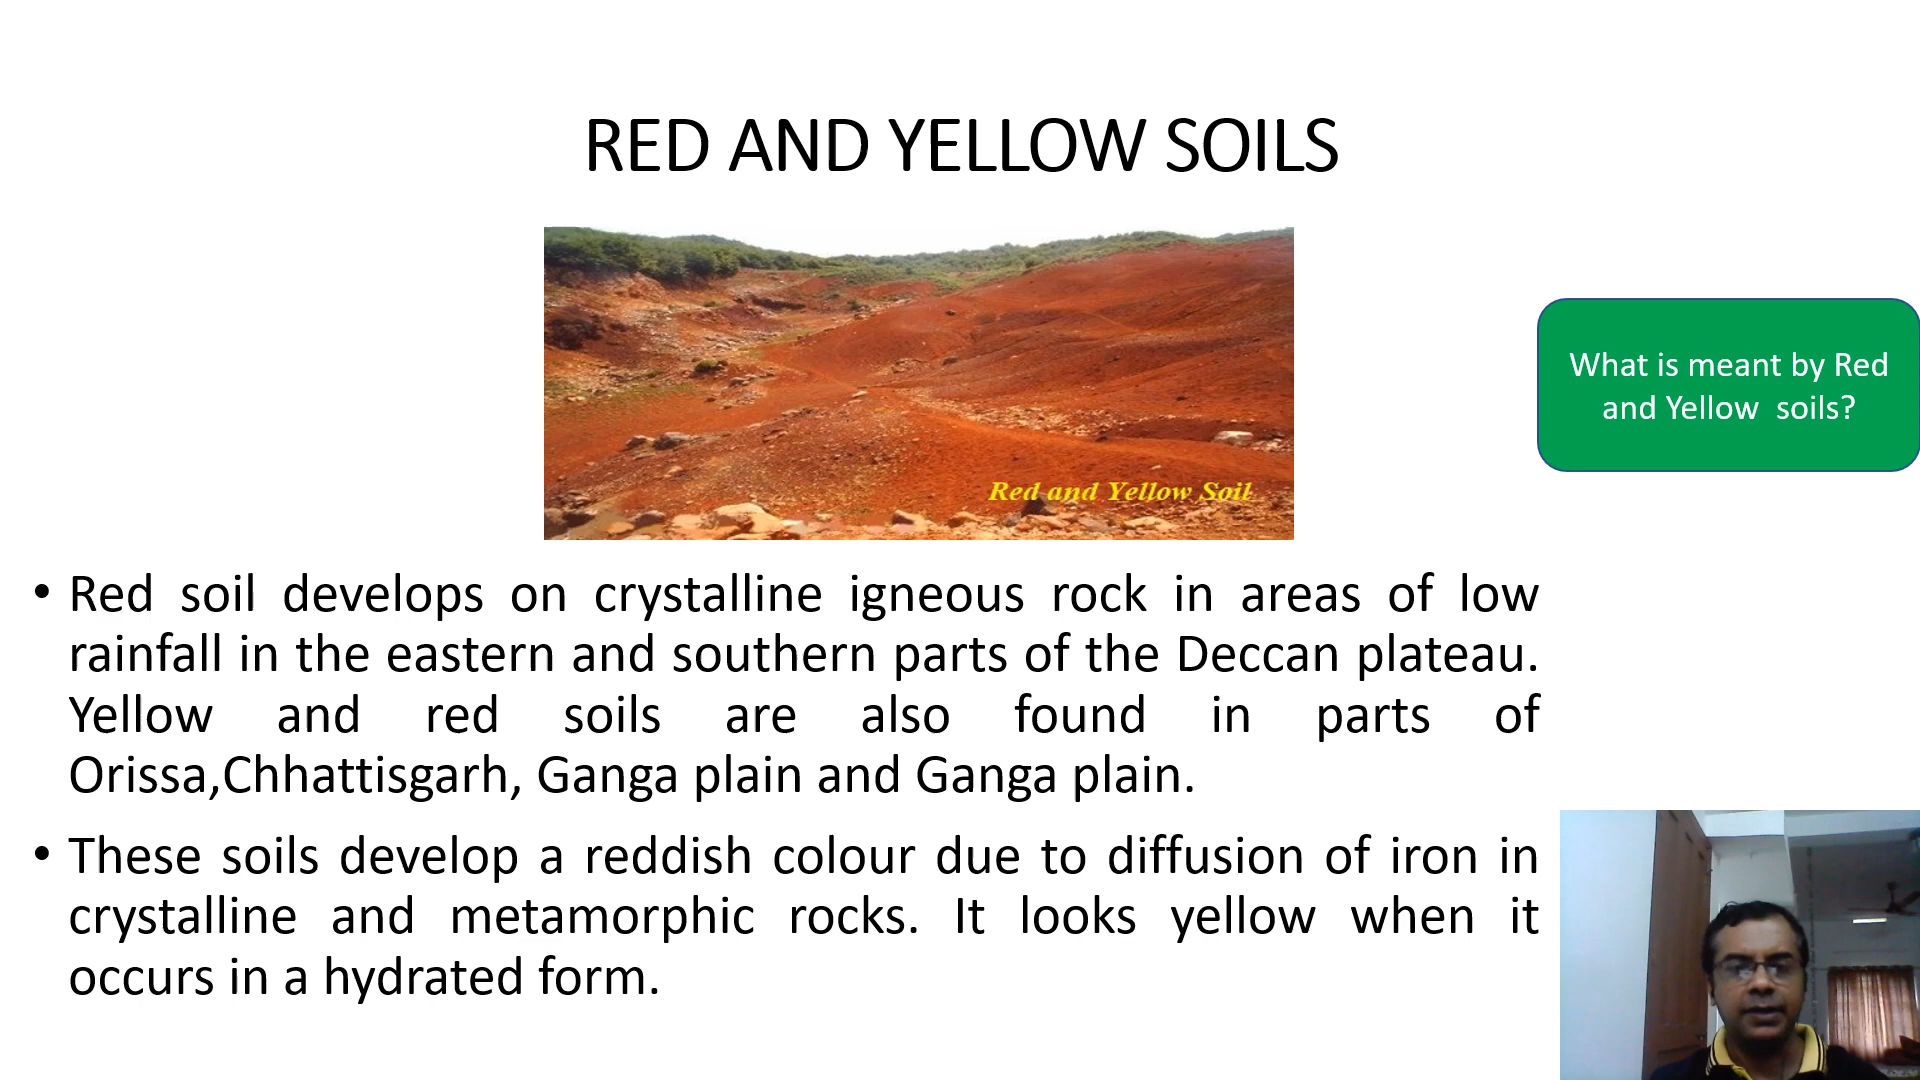 RED AND YELLOW SOILS
Red and Yellow Soil
What is meant by Red
and Yellow soils?
• Red soil develops on crystalline igneous rock in areas of low
rainfall in the eastern and southern parts of the Deccan plateau.
Yellow and red soils are also found in parts of
Orissa,Chhattisgarh, Ganga plain and Ganga plain.
• These soils develop a reddish colour due to diffusion of iron in
crystalline and metamorphic rocks. It looks yellow when it
occurs in a hydrated form.